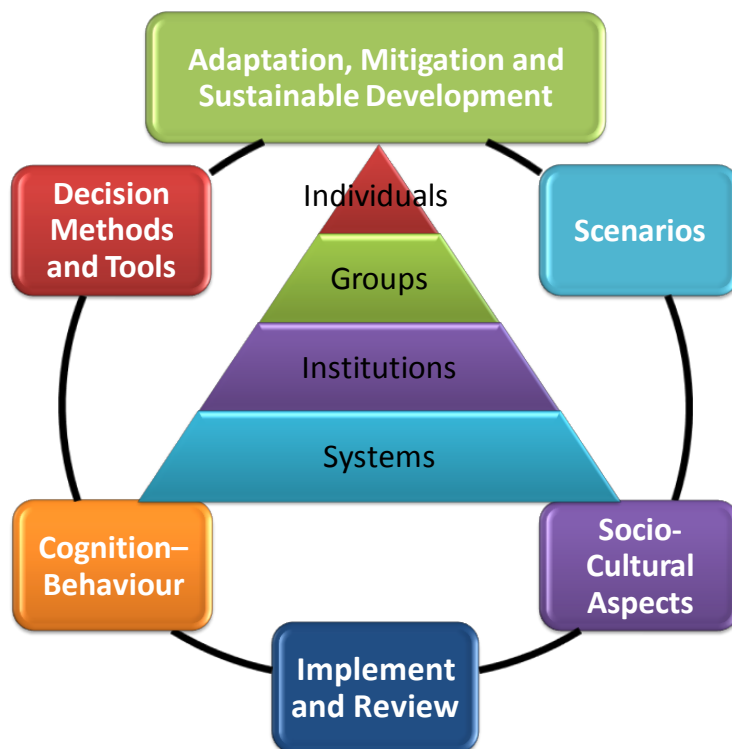 Adaptation, Mitigation and
Sustainable Development
Decision
Methods
and Tools
Individuals
Scenarios
Groups
Institutions
Systems
Cognition–
Behaviour
Socio-
Cultural
Aspects
Implement
and Review